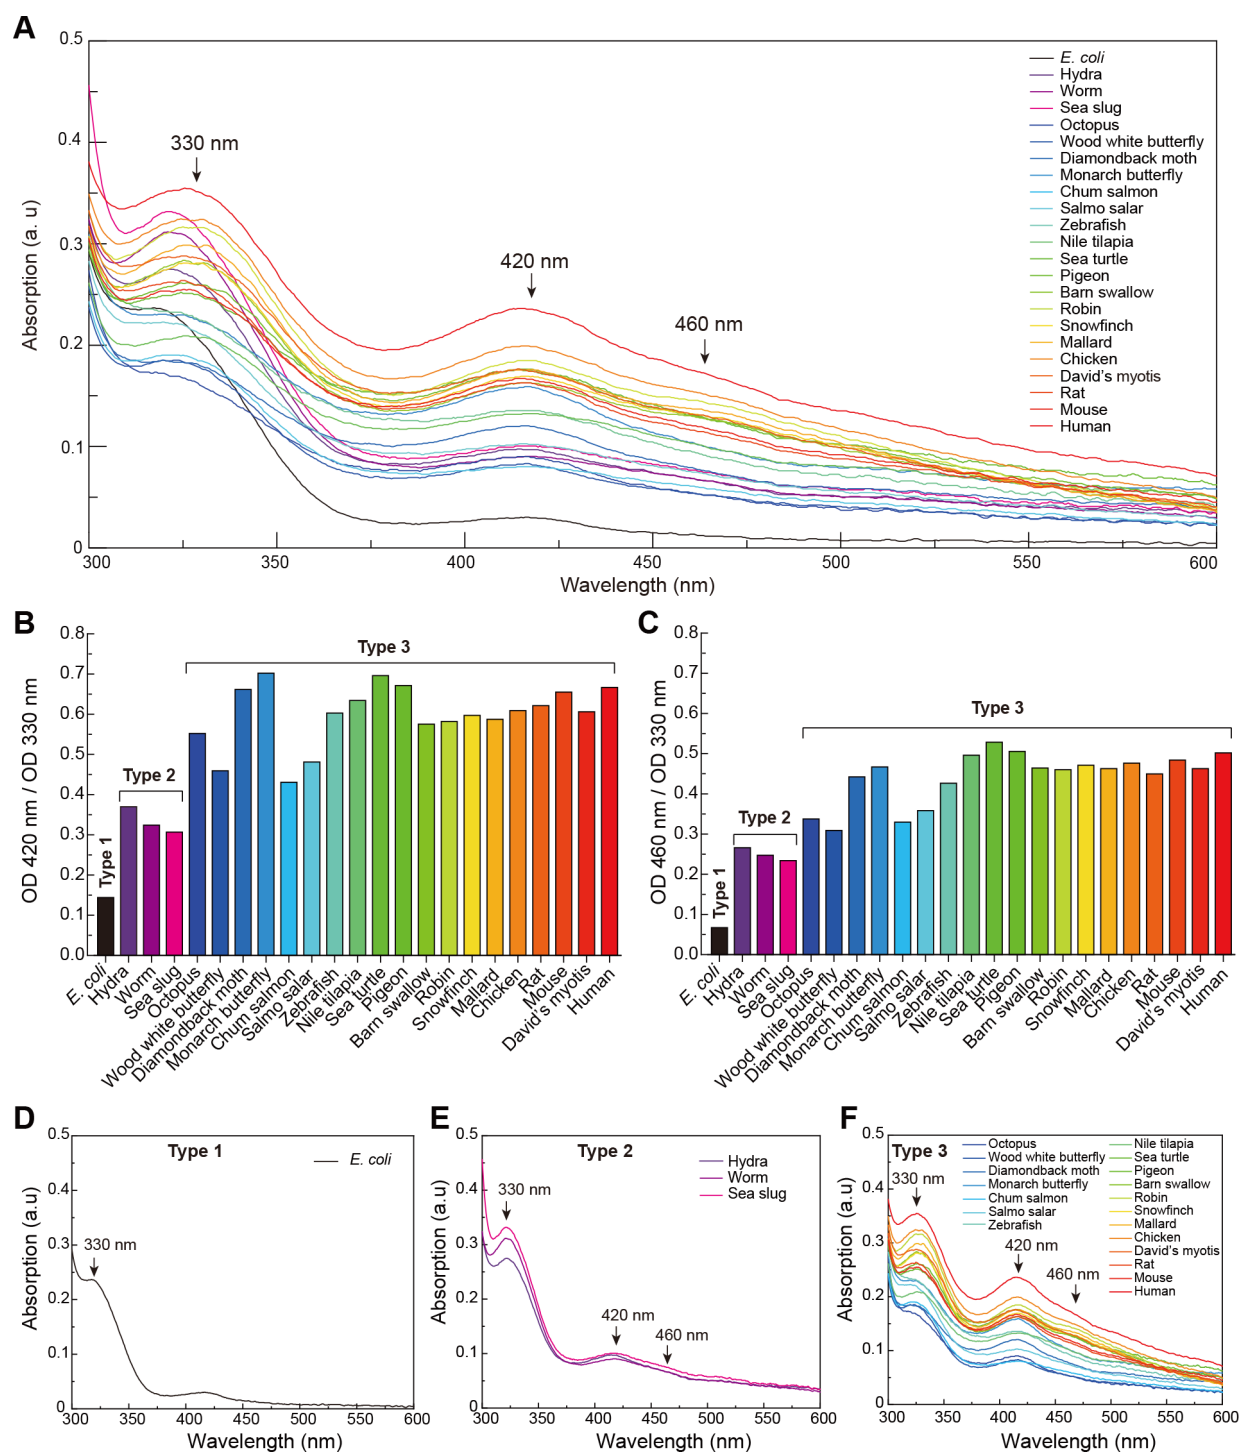 A
0.5
0.4
0.3
0.2
0.1
0
Absorption (a. u)
330 nm
420 nm
460 nm
E. coli
Hydra
Worm
Sea slug
Octopus
Wood white butterfly
Diamondback moth
Monarch butterfly
Chum salmon
Salmo salar
Zebrafish
Nile tilapia
Sea turtle
Pigeon
Barn swallow
Robin
Snowfinch
Mallard
Chicken
David's myotis
Rat
Mouse
Human
300 350 400 450 500 550 600
Wavelength (nm)
B
0.8
0.7
0.6
0.5
0.4
0.3
0.2
0.1
0.0
OD 420 nm / OD 330 nm
Type 1
Type 2
Type 3
E. coli
Hydra
Worm
Sea slug
Octopus
Wood white butterfly
Diamondback moth
Monarch butterfly
Chum salmon
Salmo salar
Zebrafish
Nile tilapia
Sea turtle
Pigeon
Barn swallow
Robin
Snowfinch
Mallard
Chicken
Rat
Mouse
David's myotis
Human
C
0.8
0.7
0.6
0.5
0.4
0.3
0.2
0.1
0.0
OD 460 nm / OD 330 nm
Type 1
Type 2
Type 3
E. coli
Hydra
Worm
Sea slug
Octopus
Wood white butterfly
Diamondback moth
Monarch butterfly
Chum salmon
Salmo salar
Zebrafish
Nile tilapia
Sea turtle
Pigeon
Barn swallow
Robin
Snowfinch
Mallard
Chicken
Rat
Mouse
David's myotis
Human
D
0.5
0.4
0.3
0.2
0.1
0
Absorption (a.u)
Type 1
E. coli
330 nm
300 350 400 450 500 550 600
Wavelength (nm)
E
0.5
0.4
0.3
0.2
0.1
0
Absorption (a.u)
Type 2
Hydra
Worm
Sea slug
330 nm
420 nm
460 nm
300 350 400 450 500 550 600
Wavelength (nm)
F
0.5
0.4
0.3
0.2
0.1
0
Absorption (a.u)
Type 3
330 nm
420 nm
460 nm
Octopus
Wood white butterfly
Diamondback moth
Monarch butterfly
Chum salmon
Salmo salar
Zebrafish
Nile tilapia
Sea turtle
Pigeon
Barn swallow
Robin
Snowfinch
Mallard
Chicken
David's myotis
Rat
Mouse
Human
300 350 400 450 500 550 600
Wavelength (nm)